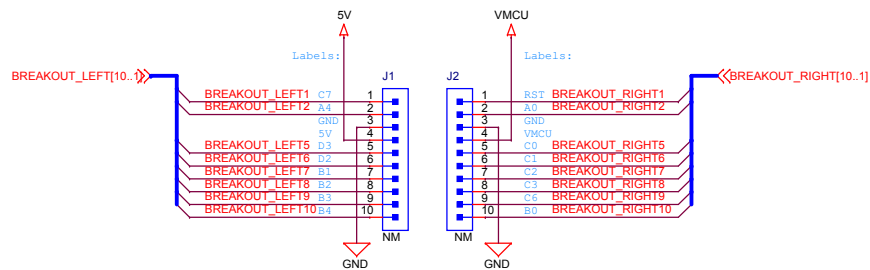 5V VMCU
Labels: Labels:
BREAKOUT_LEFT[10..1] J1 J2 BREAKOUT_RIGHT[10..1]
BREAKOUT_LEFT1 C7 1 1 RST BREAKOUT_RIGHT1
BREAKOUT_LEFT2 A4 2 2 A0 BREAKOUT_RIGHT2
GND 3 3 GND
5V 4 4 VMCU
BREAKOUT_LEFT5 D3 5 5 C0 BREAKOUT_RIGHT5
BREAKOUT_LEFT6 D2 6 6 C1 BREAKOUT_RIGHT6
BREAKOUT_LEFT7 B1 7 7 C2 BREAKOUT_RIGHT7
BREAKOUT_LEFT8 B2 8 8 C3 BREAKOUT_RIGHT8
BREAKOUT_LEFT9 B3 9 9 C6 BREAKOUT_RIGHT9
BREAKOUT_LEFT10 B4 10 10 B0 BREAKOUT_RIGHT10
NM NM
GND GND